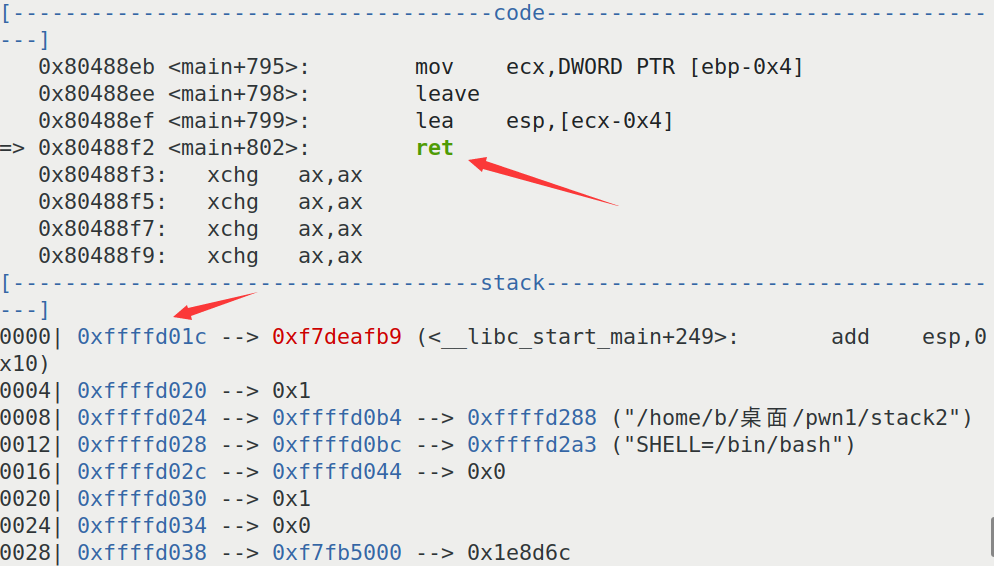 [-------------------------------------code----------------------------------
---]
   0x80488eb <main+795>:	mov    ecx,DWORD PTR [ebp-0x4]
   0x80488ee <main+798>:	leave
   0x80488ef <main+799>:	lea    esp,[ecx-0x4]
=> 0x80488f2 <main+802>:	ret
   0x80488f3:	xchg   ax,ax
   0x80488f5:	xchg   ax,ax
   0x80488f7:	xchg   ax,ax
   0x80488f9:	xchg   ax,ax
[------------------------------------stack----------------------------------
---]
0000| 0xffffd01c --> 0xf7deafb9 (<__libc_start_main+249>:	add    esp,0
x10)
0004| 0xffffd020 --> 0x1
0008| 0xffffd024 --> 0xffffd0b4 --> 0xffffd288 ("/home/b/桌面/pwn1/stack2")
0012| 0xffffd028 --> 0xffffd0bc --> 0xffffd2a3 ("SHELL=/bin/bash")
0016| 0xffffd02c --> 0xffffd044 --> 0x0
0020| 0xffffd030 --> 0x1
0024| 0xffffd034 --> 0x0
0028| 0xffffd038 --> 0xf7fb5000 --> 0x1e8d6c